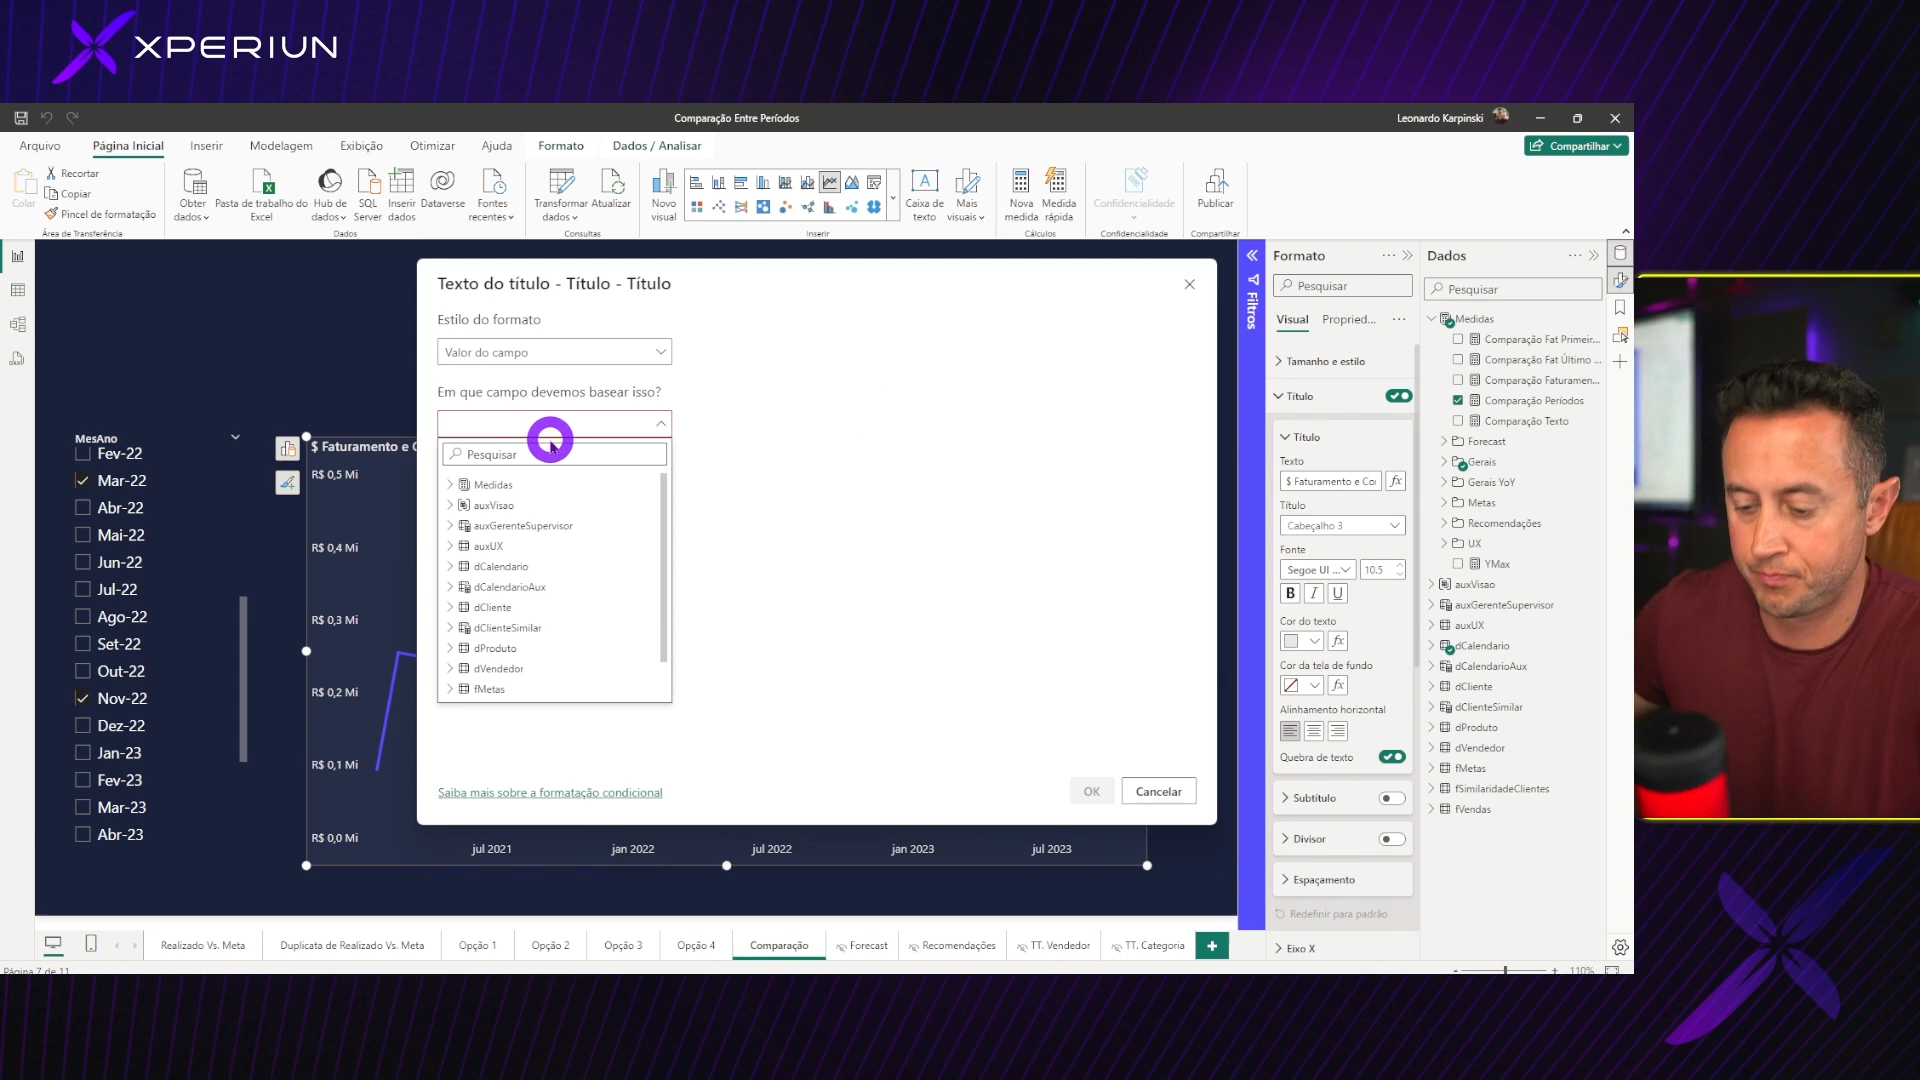 XPERIUN
Comparação Entre Períodos
Leonardo Karpinski
Arquivo
Página Inicial
Inserir
Modelagem
Exibição
Otimizar
Ajuda
Formato
Dados / Analisar
Compartilhar
Colar
Recortar
Copiar
Pincel de formatação
Área de Transferência
Obter dados
Pasta de trabalho do Excel
Hub de dados
SQL Server
Inserir dados
Dataverse
Fontes recentes
Dados
Transformar dados
Atualizar
Consultas
Novo visual
Caixa de texto
Mais visuais
Inserir
Nova medida
Medida rápida
Cálculos
Confidencialidade
Confidencialidade
Publicar
Compartilhar
MesAno
Fev-22
Mar-22
Abr-22
Mai-22
Jun-22
Jul-22
Ago-22
Set-22
Out-22
Nov-22
Dez-22
Jan-23
Fev-23
Mar-23
Abr-23
$ Faturamento e C
R$ 0,5 Mi
R$ 0,4 Mi
R$ 0,3 Mi
R$ 0,2 Mi
R$ 0,1 Mi
R$ 0,0 Mi
jul 2021
jan 2022
jul 2022
jan 2023
jul 2023
Texto do título - Título - Título
Estilo do formato
Valor do campo
Em que campo devemos basear isso?
Pesquisar
Medidas
auxVisao
auxGerenteSupervisor
auxUX
dCalendario
dCalendarioAux
dCliente
dClienteSimilar
dProduto
dVendedor
fMetas
Saiba mais sobre a formatação condicional
OK
Cancelar
Filtros
Formato
Pesquisar
Visual
Propried...
Tamanho e estilo
Título
Título
Texto
$ Faturamento e Co
Título
Cabeçalho 3
Fonte
Segoe UI ...
10.5
B
I
U
Cor do texto
Cor da tela de fundo
Alinhamento horizontal
Quebra de texto
Subtítulo
Divisor
Espaçamento
Redefinir para padrão
Eixo X
Dados
Pesquisar
Medidas
Comparação Fat Primeir...
Comparação Fat Último ...
Comparação Faturamen...
Comparação Períodos
Comparação Texto
Forecast
Gerais
Gerais YoY
Metas
Recomendações
UX
YMax
auxVisao
auxGerenteSupervisor
auxUX
dCalendario
dCalendarioAux
dCliente
dClienteSimilar
dProduto
dVendedor
fMetas
fSimilaridadeClientes
fVendas
Realizado Vs. Meta
Duplicata de Realizado Vs. Meta
Opção 1
Opção 2
Opção 3
Opção 4
Comparação
Forecast
Recomendações
TT. Vendedor
TT. Categoria
Página 7 de 11
110%